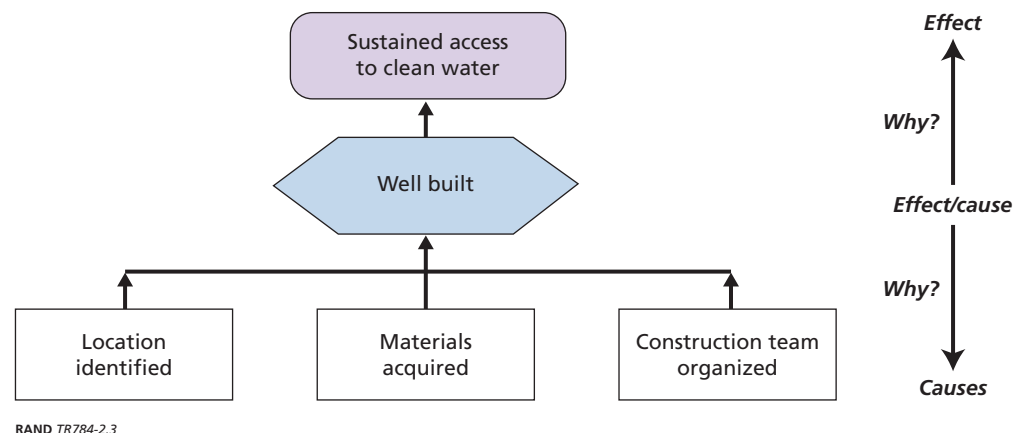 Sustained access
to clean water
Well built
Location
identified
Materials
acquired
Construction team
organized
Effect
Why?
Effect/cause
Why?
Causes
RAND TR784-2.3